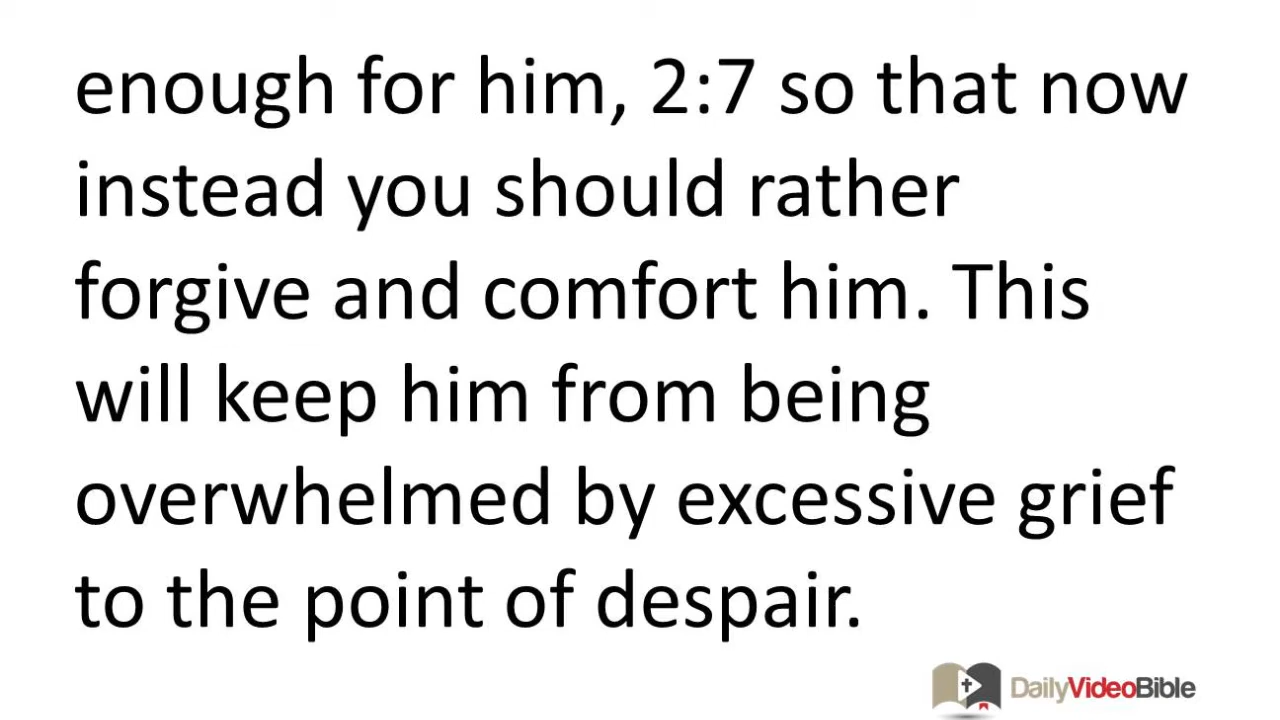 enough for him, 2:7 so that now
instead you should rather
forgive and comfort him. This
will keep him from being
overwhelmed by excessive grief
to the point of despair.
DailyVideoBible